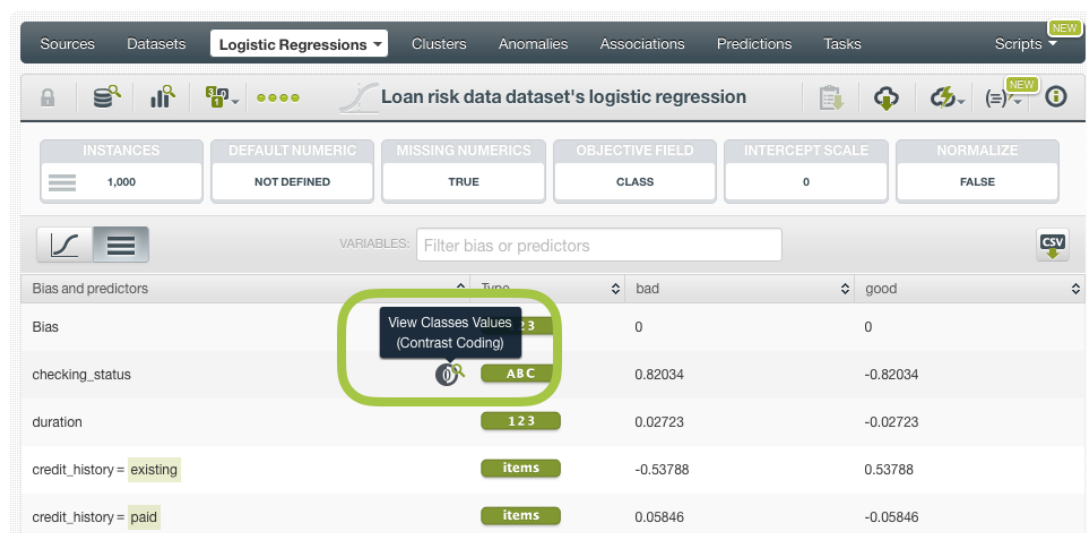 NEW
Sources Datasets Logistic Regressions Clusters Anomalies Associations Predictions Tasks Scripts
NEW
Loan risk data dataset's logistic regression
INSTANCES DEFAULT NUMERIC MISSING NUMERICS OBJECTIVE FIELD INTERCEPT SCALE NORMALIZE
1,000 NOT DEFINED TRUE CLASS 0 FALSE
VARIABLES: Filter bias or predictors CSV
Bias and predictors Type bad good
View Classes Values
(Contrast Coding)
Bias 0 0
checking_status ABC 0.82034 -0.82034
duration 123 0.02723 -0.02723
credit_history = existing items -0.53788 0.53788
credit_history = paid items 0.05846 -0.05846